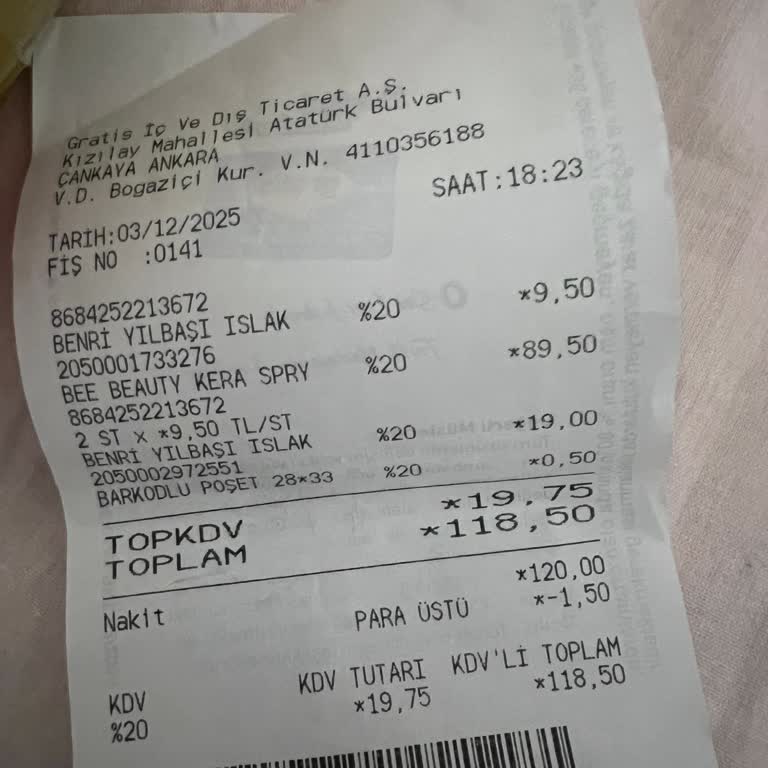 Gratis İç Ve Dış Ticaret A.Ş.
Kızılay Mahallesi Atatürk Bulvarı
ÇANKAYA ANKARA
V.D. Bogaziçi Kur. V.N. 4110356188
TARİH:03/12/2025 SAAT:18:23
FİŞ NO :0141
8684252213672
BENRİ YILBAŞI ISLAK %20 *9,50
2050001733276
BEE BEAUTY KERA SPRY %20 *89,50
8684252213672
2 ST X *9,50 TL/ST
BENRİ YILBAŞI ISLAK %20 *19,00
2050002972551
BARKODLU POŞET 28*33 %20 *0,50
TOPKDV *19,75
TOPLAM *118,50
Nakit *120,00
PARA ÜSTÜ *-1,50
KDV KDV TUTARI KDV'Lİ TOPLAM
%20 *19,75 *118,50